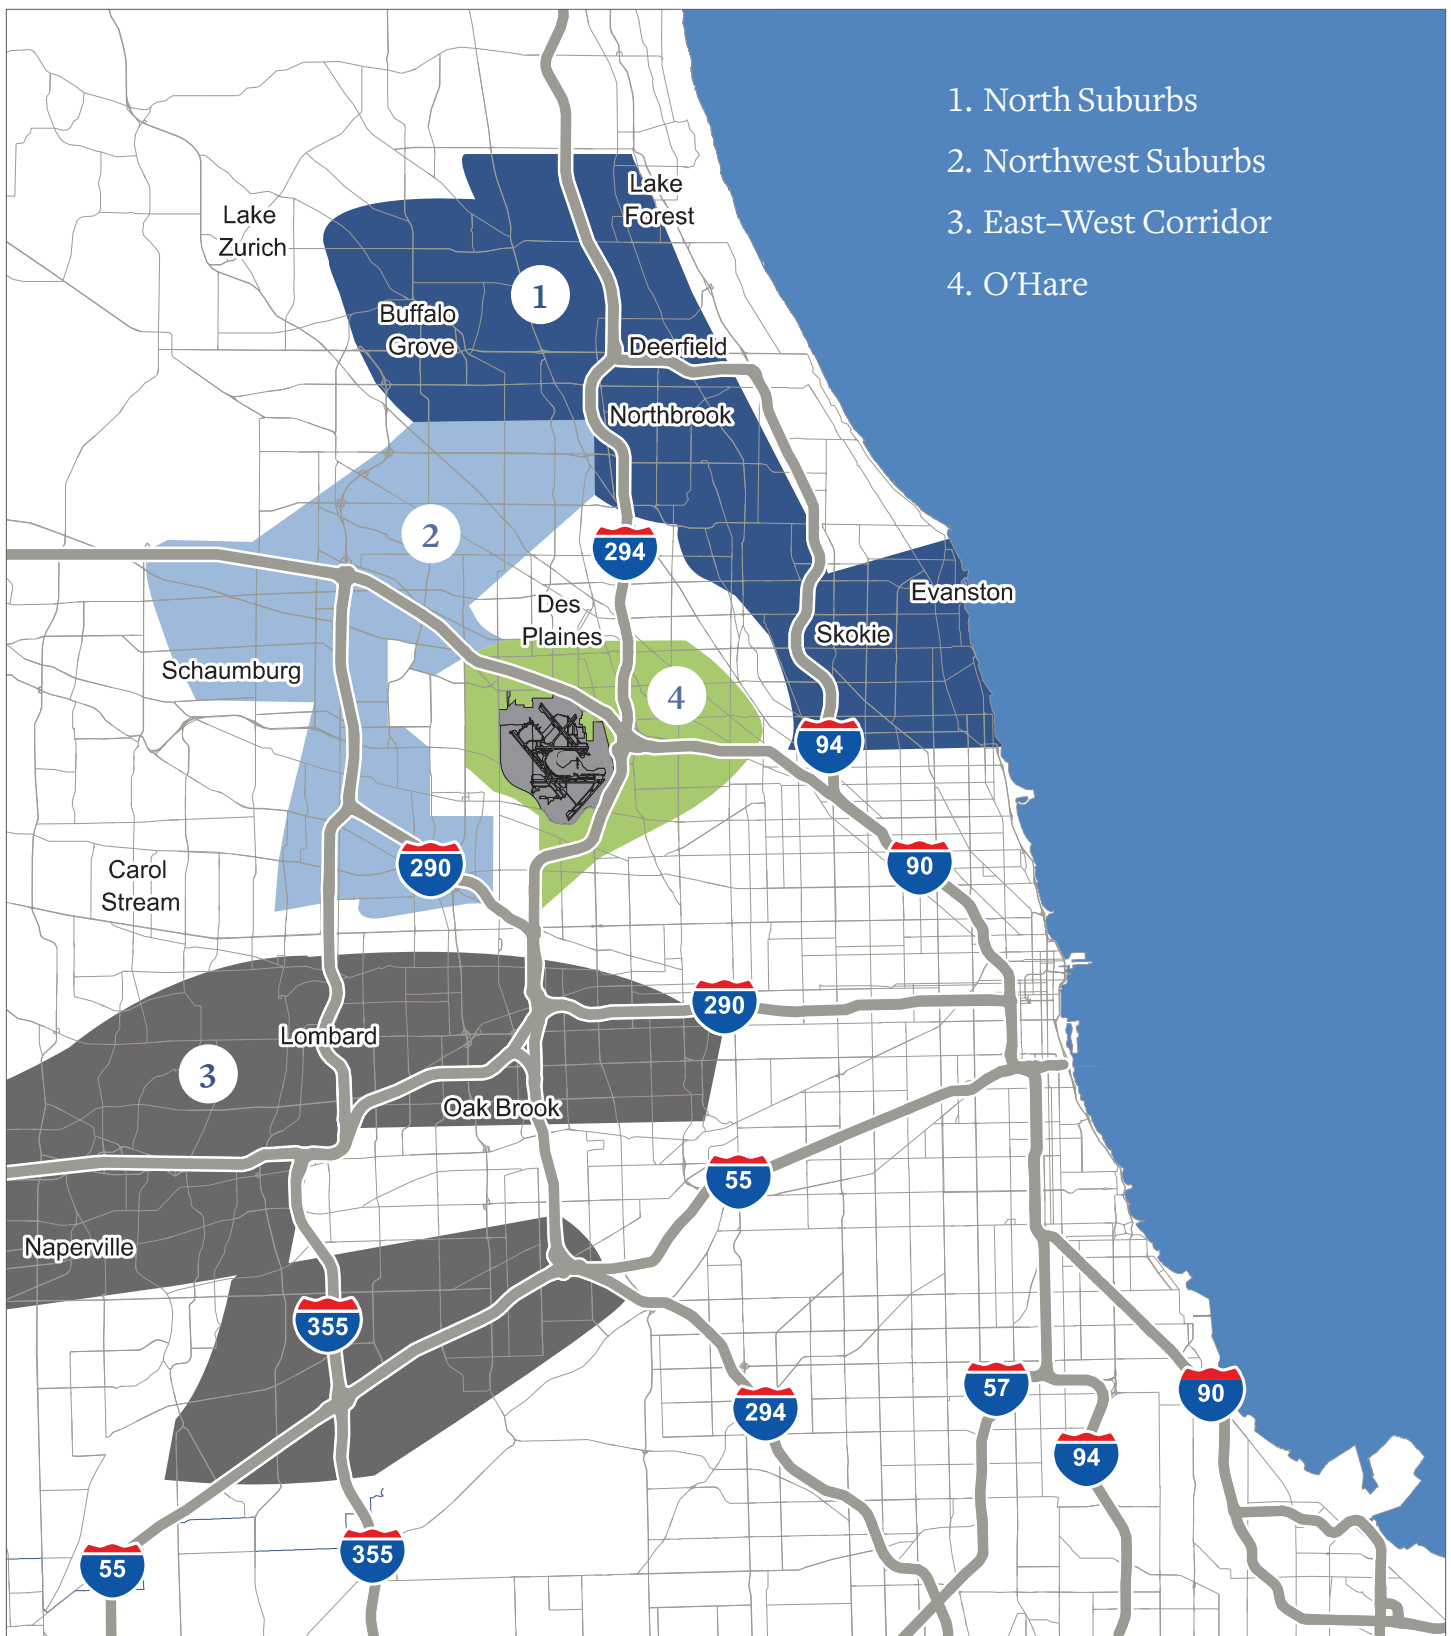 1. North Suburbs
2. Northwest Suburbs
3. East–West Corridor
4. O'Hare
Lake
Forest
Lake
Zurich
1
Buffalo
Grove
Deerfield
Northbrook
2
294
Evanston
Des
Plaines
Skokie
Schaumburg
4
94
290
90
Carol
Stream
290
Lombard
3
Oak Brook
55
Naperville
355
57
90
294
94
355
55